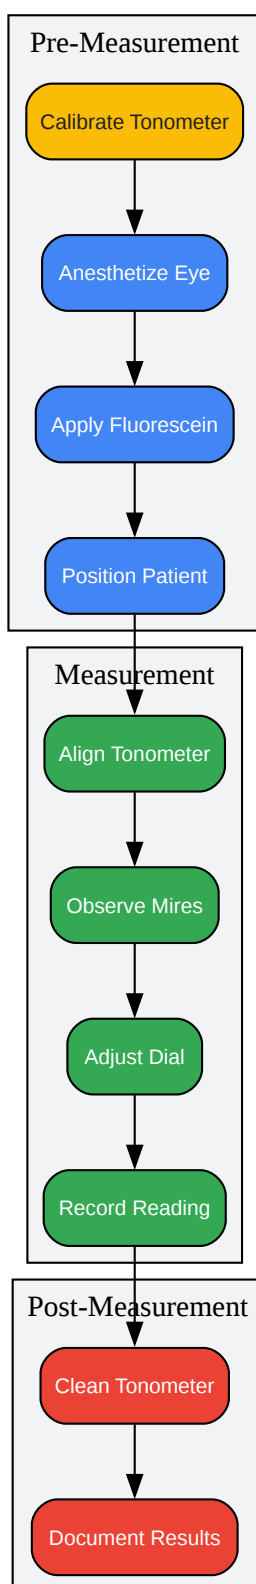 Pre-Measurement
Calibrate Tonometer
Anesthetize Eye
Apply Fluorescein
Position Patient
Measurement
Align Tonometer
Observe Mires
Adjust Dial
Record Reading
Post-Measurement
Clean Tonometer
Document Results